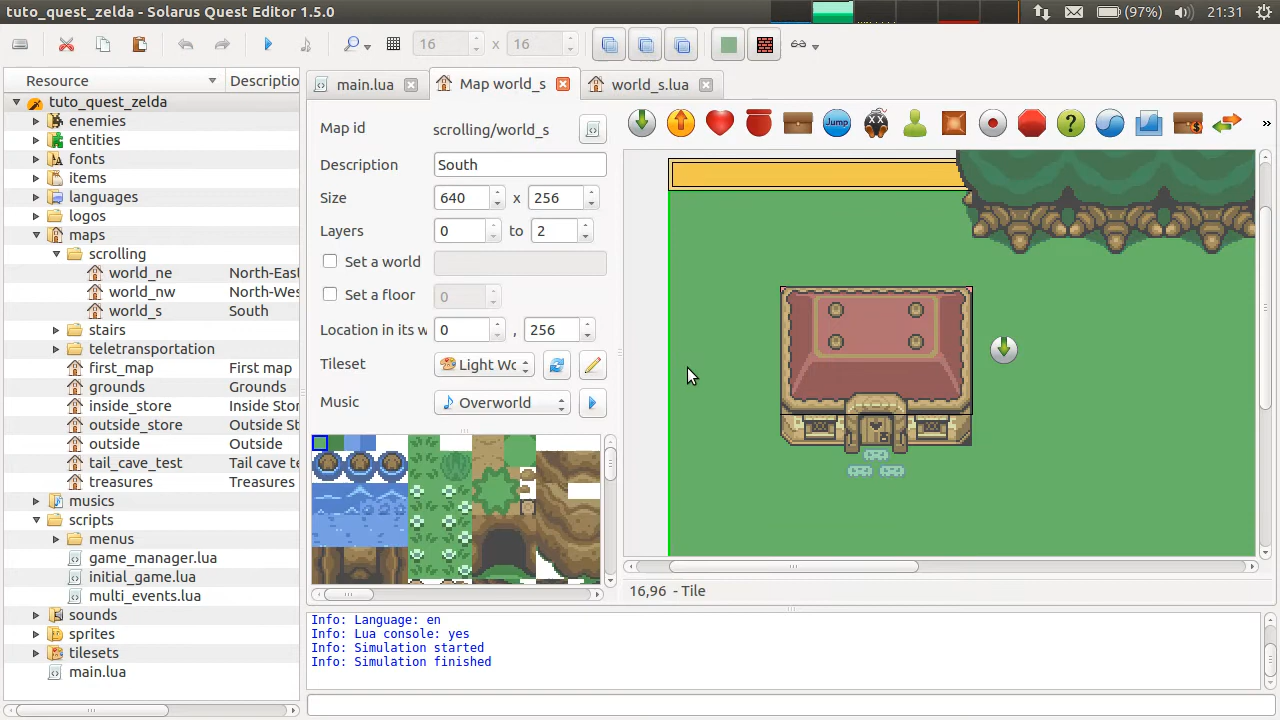 tuto_quest_zelda - Solarus Quest Editor 1.5.0
(97%)
21:31
16 x 16
Resource
Descriptio
tuto_quest_zelda
enemies
entities
fonts
items
languages
logos
maps
scrolling
world_ne North-East
world_nw North-Wes
world_s South
stairs
teletransportation
first_map First map
grounds Grounds
inside_store Inside Stor
outside_store Outside St
outside Outside
tail_cave_test Tail cave te
treasures Treasures
musics
scripts
menus
game_manager.lua
initial_game.lua
multi_events.lua
sounds
sprites
tilesets
main.lua
main.lua
Map world_s
world_s.lua
Map id scrolling/world_s
Description South
Size 640 x 256
Layers 0 to 2
Set a world
Set a floor 0
Location in its w 0 , 256
Tileset Light Wo
Music Overworld
Jump
XX
?
$
»
16,96 - Tile
Info: Language: en
Info: Lua console: yes
Info: Simulation started
Info: Simulation finished